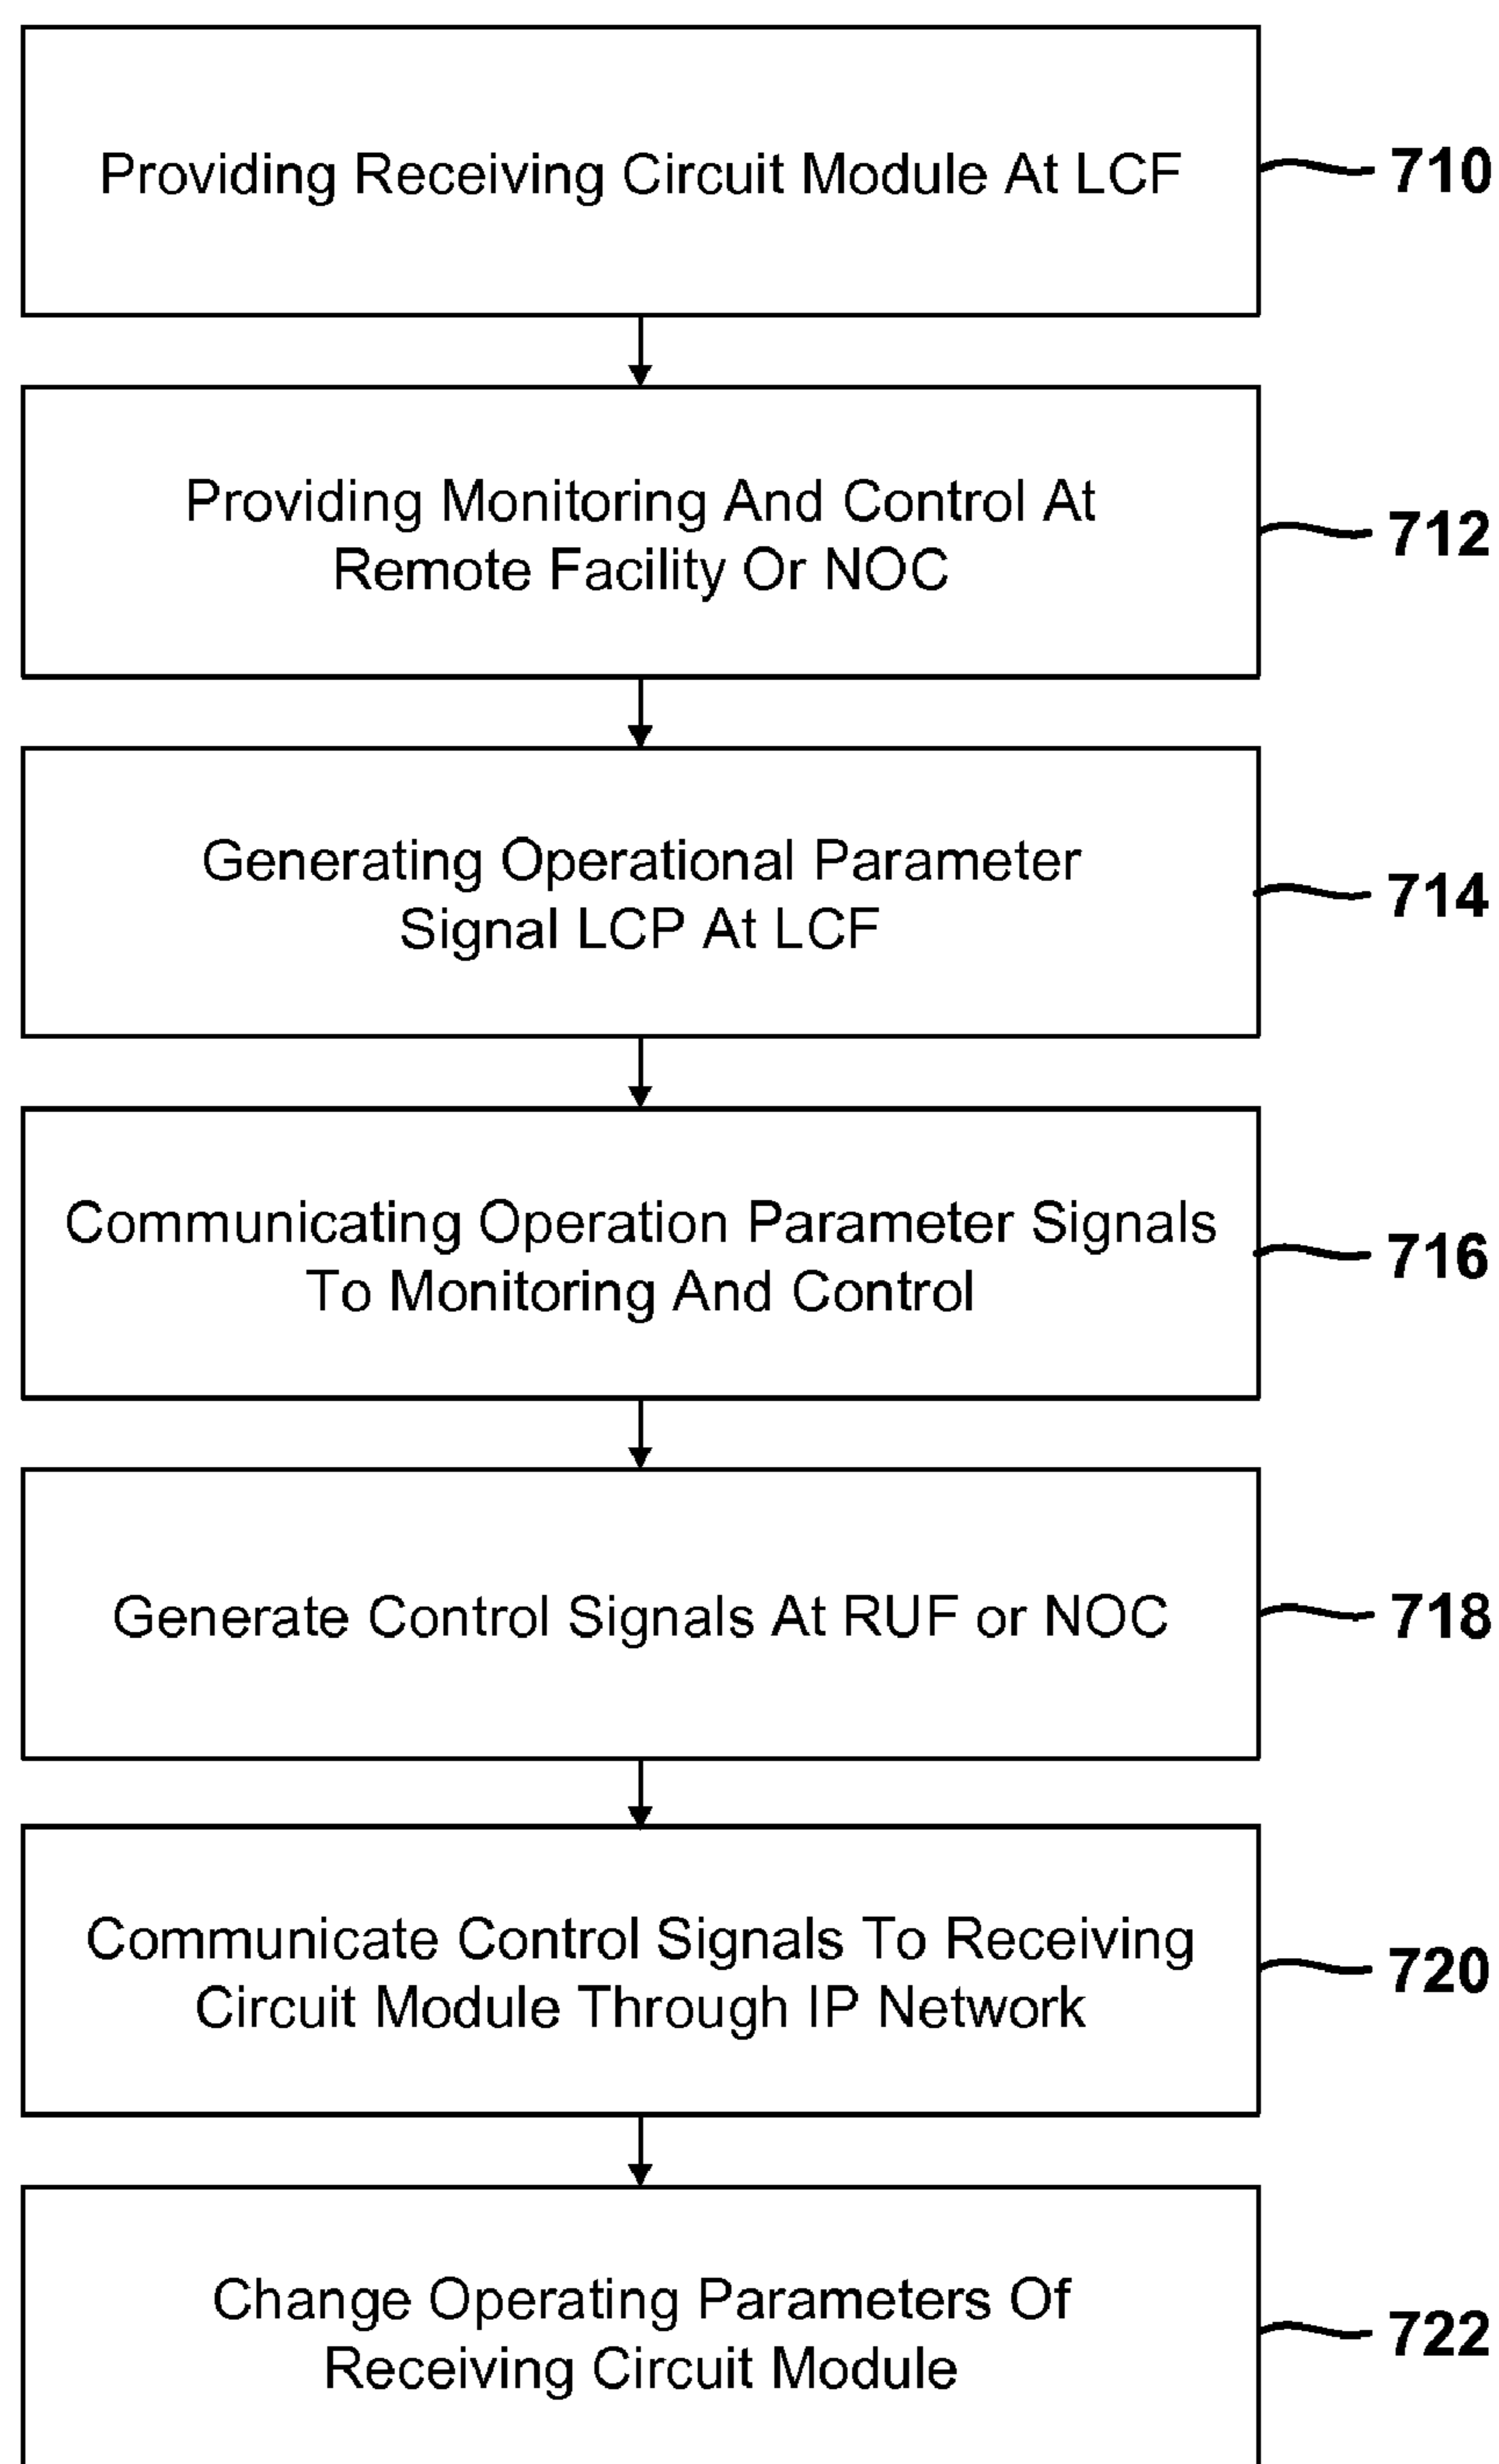 Providing Receiving Circuit Module At LCF
710
Providing Monitoring And Control At
Remote Facility Or NOC
712
Generating Operational Parameter
Signal LCP At LCF
714
Communicating Operation Parameter Signals
To Monitoring And Control
716
Generate Control Signals At RUF or NOC
718
Communicate Control Signals To Receiving
Circuit Module Through IP Network
720
Change Operating Parameters Of
Receiving Circuit Module
722